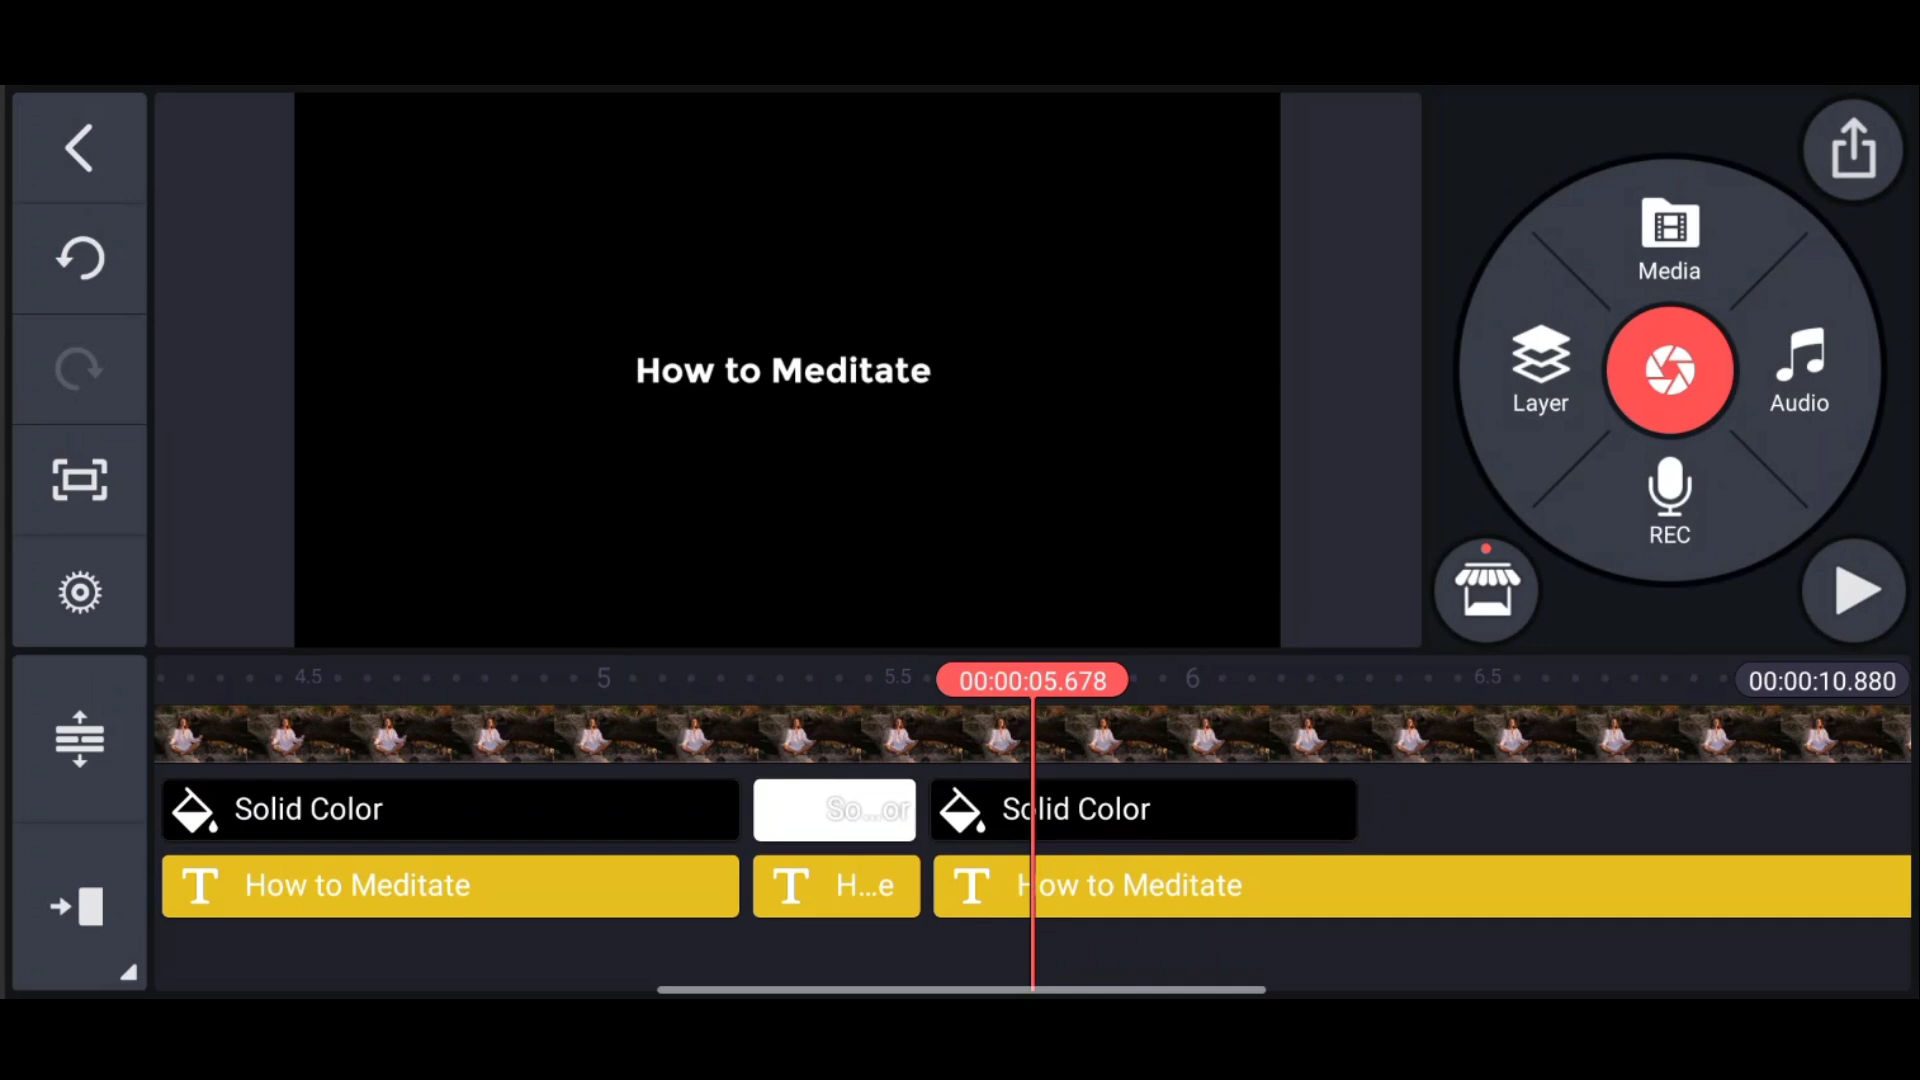 How to Meditate
Media
Layer
Audio
REC
4.5
5
5.5
00:00:05.678
6
6.5
00:00:10.880
Solid Color
So...or
Solid Color
How to Meditate
H...e
How to Meditate